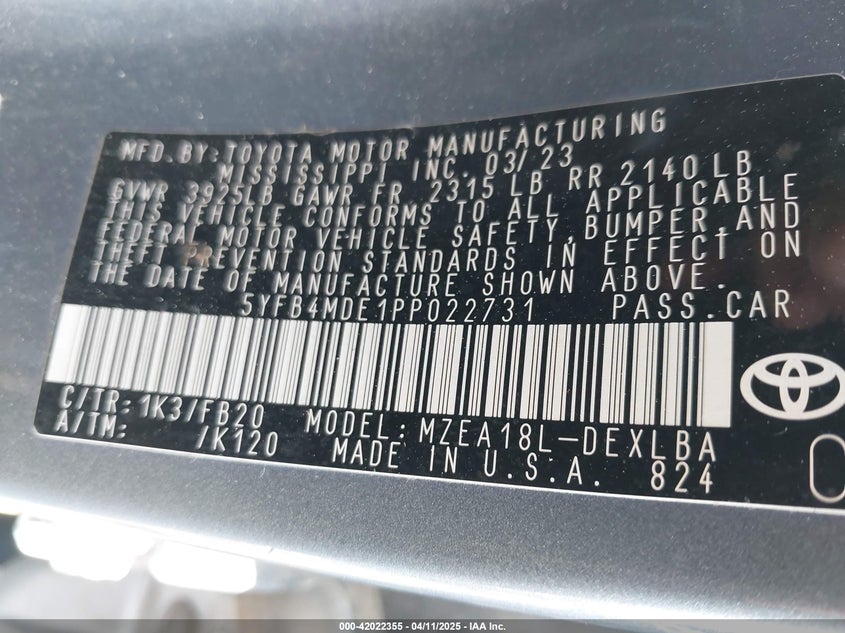 MFD. BY: TOYOTA MOTOR MANUFACTURING
MISSISSIPPI INC. 03/23
GVWR 3925LB GAWR FR. 2315 LB RR 2140 LB
THIS VEHICLE CONFORMS TO ALL APPLICABLE
FEDERAL MOTOR VEHICLE SAFETY, BUMPER, AND
THEFT PREVENTION STANDARDS IN EFFECT ON
THE DATE OF MANUFACTURE SHOWN ABOVE.
5YFB4MDE1PP022731 PASS. CAR
C/TR: 1K3/FB20 MODEL: MZEA18L-DEXLBA
A/TM: /K120 MADE IN U.S.A. 824
000-42022355 - 04/11/2025 - IAA Inc.